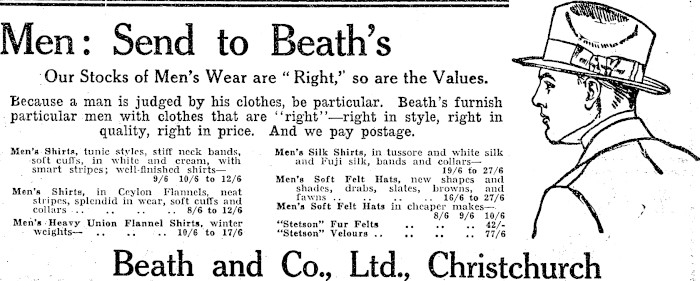 Men: Send to Beath's
Our Stocks of Men's Wear are "Right," so are the Values.
Because a man is judged by his clothes, be particular. Beath's furnish
particular men with clothes that are "right"—right in style, right in
quality, right in price. And we pay postage.
Men's Shirts, tunic styles, stiff neck bands,
soft cuffs, in white and cream, with
smart stripes; well-finished shirts—
9/6 10/6 to 12/6
Men's Shirts, in Ceylon Flannels, neat
stripes, splendid in wear, soft cuffs and
collars .. .. .. .. 8/6 to 12/6
Men's Heavy Union Flannel Shirts, winter
weights— .. .. .. 10/6 to 17/6
Men's Silk Shirts, in tussore and white silk
and Fuji silk, bands and collars—
19/6 to 27/6
Men's Soft Felt Hats, new shapes and
shades, drabs, slates, browns, and
fawns .. .. .. .. 16/6 to 27/6
Men's Soft Felt Hats in cheaper makes—
8/6 9/6 10/6
"Stetson" Fur Felts .. .. .. 42/-
"Stetson" Velours .. .. .. .. 77/6
Beath and Co., Ltd., Christchurch